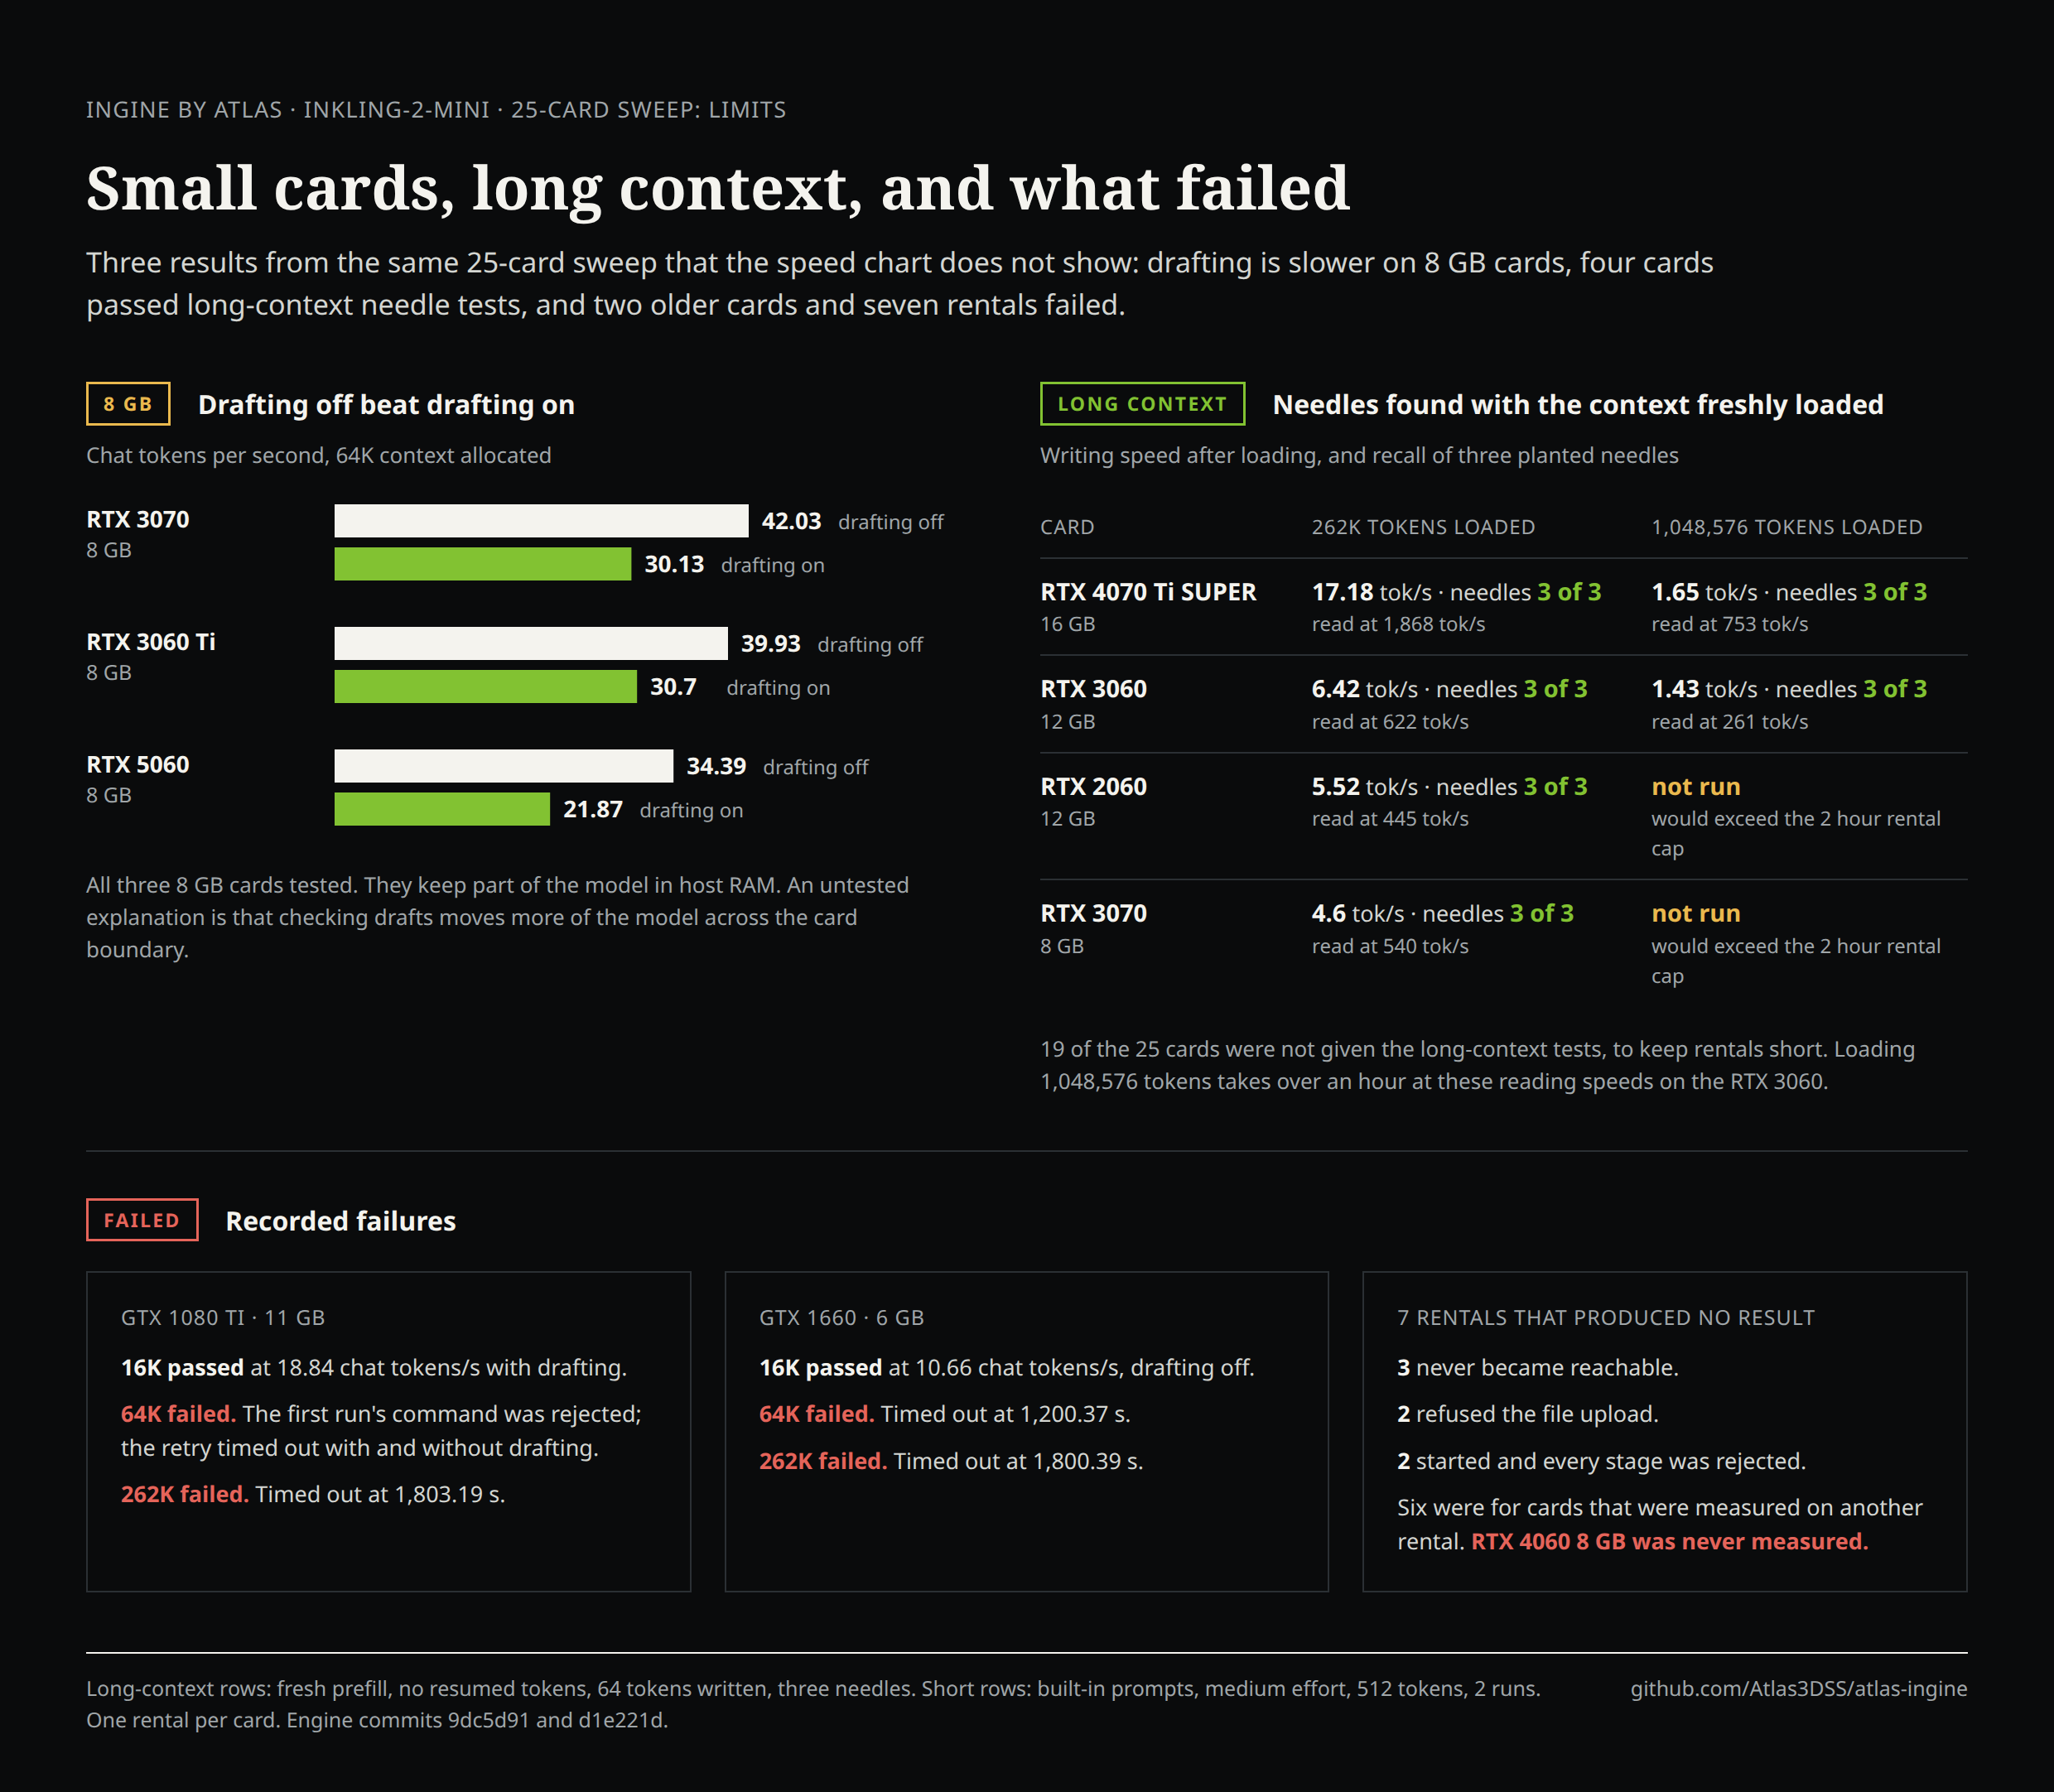 INGINE BY ATLAS · INKLING-2-MINI · 25-CARD SWEEP: LIMITS
Small cards, long context, and what failed
Three results from the same 25-card sweep that the speed chart does not show: drafting is slower on 8 GB cards, four cards
passed long-context needle tests, and two older cards and seven rentals failed.
8 GB Drafting off beat drafting on
Chat tokens per second, 64K context allocated
RTX 3070
8 GB
42.03 drafting off
30.13 drafting on
RTX 3060 Ti
8 GB
39.93 drafting off
30.7 drafting on
RTX 5060
8 GB
34.39 drafting off
21.87 drafting on
All three 8 GB cards tested. They keep part of the model in host RAM. An untested
explanation is that checking drafts moves more of the model across the card
boundary.
LONG CONTEXT Needles found with the context freshly loaded
Writing speed after loading, and recall of three planted needles
CARD 262K TOKENS LOADED 1,048,576 TOKENS LOADED
RTX 4070 Ti SUPER 17.18 tok/s · needles 3 of 3 1.65 tok/s · needles 3 of 3
16 GB read at 1,868 tok/s read at 753 tok/s
RTX 3060 6.42 tok/s · needles 3 of 3 1.43 tok/s · needles 3 of 3
12 GB read at 622 tok/s read at 261 tok/s
RTX 2060 5.52 tok/s · needles 3 of 3 not run
12 GB read at 445 tok/s would exceed the 2 hour rental
cap
RTX 3070 4.6 tok/s · needles 3 of 3 not run
8 GB read at 540 tok/s would exceed the 2 hour rental
cap
19 of the 25 cards were not given the long-context tests, to keep rentals short. Loading
1,048,576 tokens takes over an hour at these reading speeds on the RTX 3060.
FAILED Recorded failures
GTX 1080 TI · 11 GB
16K passed at 18.84 chat tokens/s with drafting.
64K failed. The first run's command was rejected;
the retry timed out with and without drafting.
262K failed. Timed out at 1,803.19 s.
GTX 1660 · 6 GB
16K passed at 10.66 chat tokens/s, drafting off.
64K failed. Timed out at 1,200.37 s.
262K failed. Timed out at 1,800.39 s.
7 RENTALS THAT PRODUCED NO RESULT
3 never became reachable.
2 refused the file upload.
2 started and every stage was rejected.
Six were for cards that were measured on another
rental. RTX 4060 8 GB was never measured.
Long-context rows: fresh prefill, no resumed tokens, 64 tokens written, three needles. Short rows: built-in prompts, medium effort, 512 tokens, 2 runs.
One rental per card. Engine commits 9dc5d91 and d1e221d.
github.com/Atlas3DSS/atlas-ingine